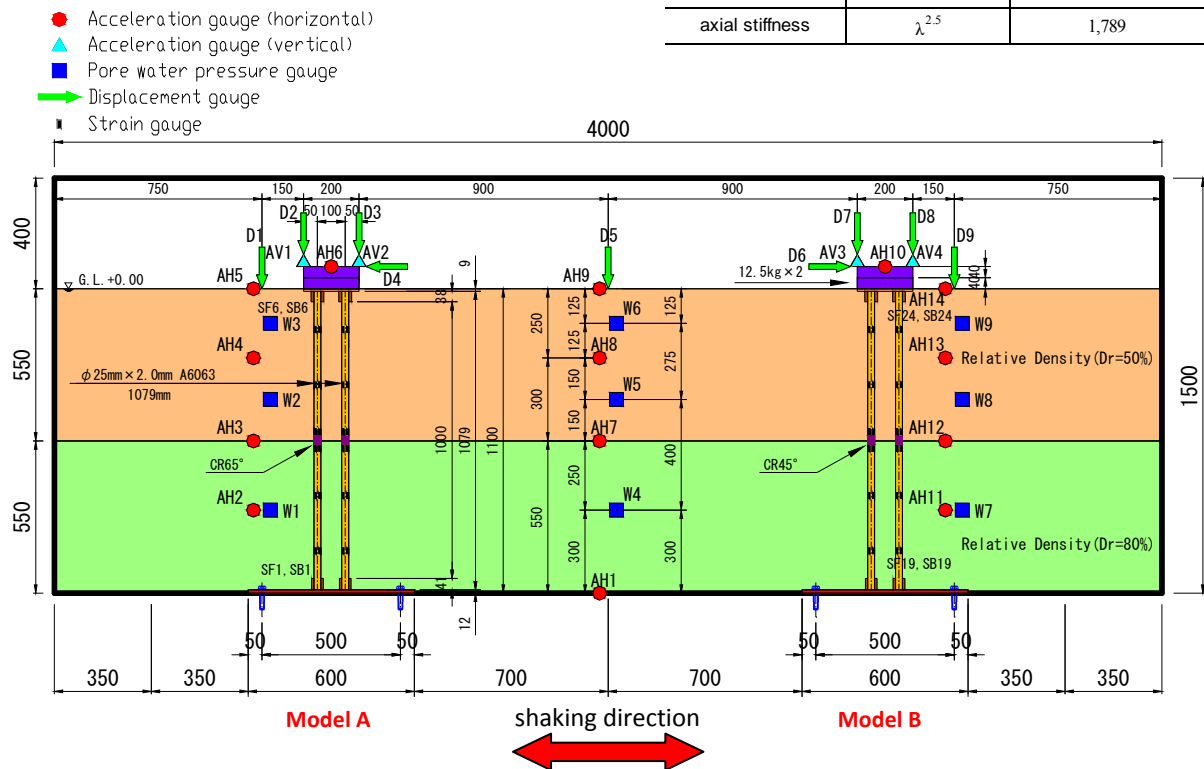 axial stiffness λ^2.5 1,789
Acceleration gauge (horizontal)
Acceleration gauge (vertical)
Pore water pressure gauge
Displacement gauge
Strain gauge
4000
750 150 200 900 900 200 150 750
D2 50 100 50 D3 D7 D8
400
D1 AV1 AH6 AV2 D5 D6 AV3 AH10 AV4 D9
D4
9
12.5kg×2
40
40
G.L.+0.00
AH5 AH9 AH14
38
SF6, SB6 SF24, SB24
W3 W6 W9
125 125
250
125
275
AH4 AH8 AH13
Relative Density(Dr=50%)
550
φ25mm×2.0mm A6063
1079mm
150
300
W2 W5 W8
150
1500
1000
1079
1100
AH3 AH7 AH12
CR65° CR45°
400
250
AH2 W1 W4 AH11 W7
550
550
300 300
Relative Density(Dr=80%)
SF1, SB1 SF19, SB19
41
AH1
12
50 500 50 50 500 50
350 350 600 700 700 600 350 350
Model A shaking direction Model B